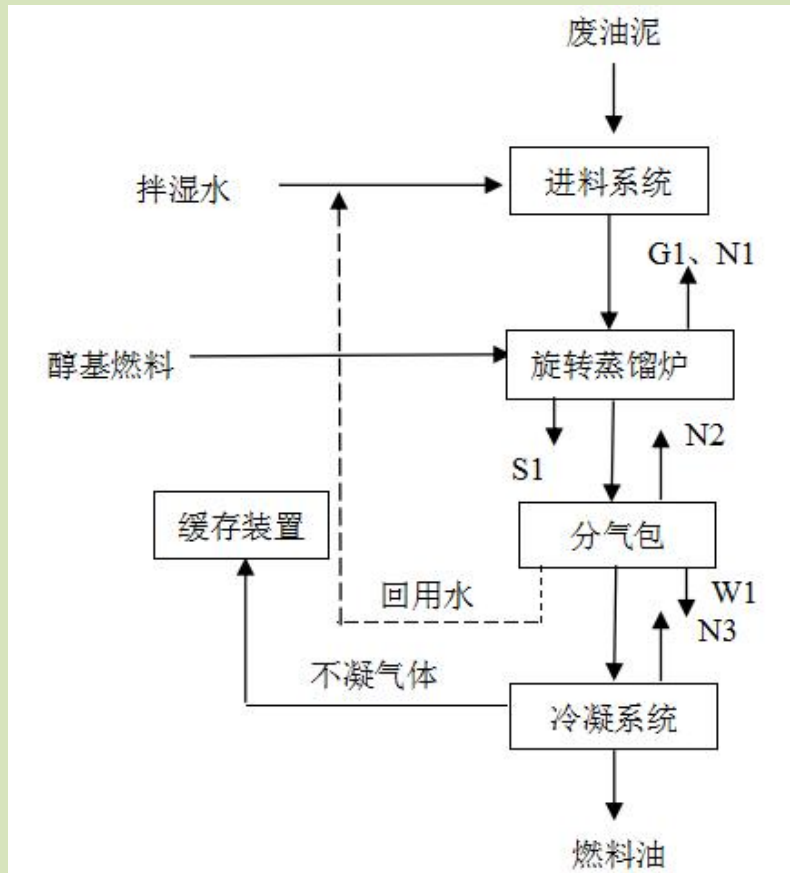 废油泥
进料系统
拌湿水
G1、N1
旋转蒸馏炉
醇基燃料
N2
S1
缓存装置
分气包
回用水
W1
N3
不凝气体
冷凝系统
燃料油